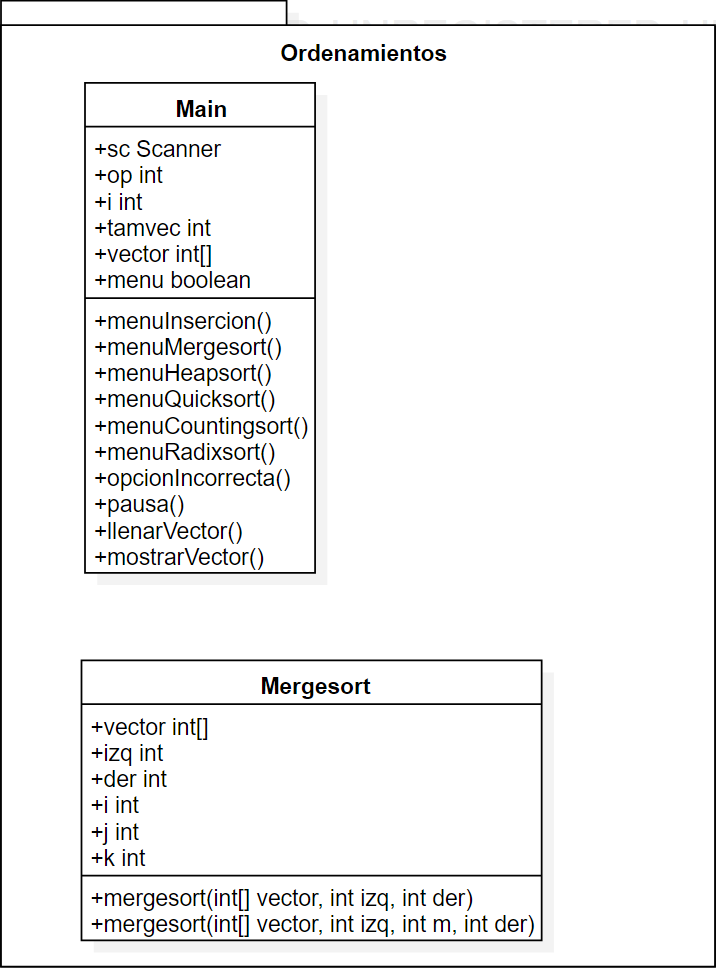 Ordenamientos
Main
+sc Scanner
+op int
+i int
+tamvec int
+vector int[]
+menu boolean
+menuInsercion()
+menuMergesort()
+menuHeapsort()
+menuQuicksort()
+menuCountingsort()
+menuRadixsort()
+opcionIncorrecta()
+pausa()
+llenarVector()
+mostrarVector()
Mergesort
+vector int[]
+izq int
+der int
+i int
+j int
+k int
+mergesort(int[] vector, int izq, int der)
+mergesort(int[] vector, int izq, int m, int der)